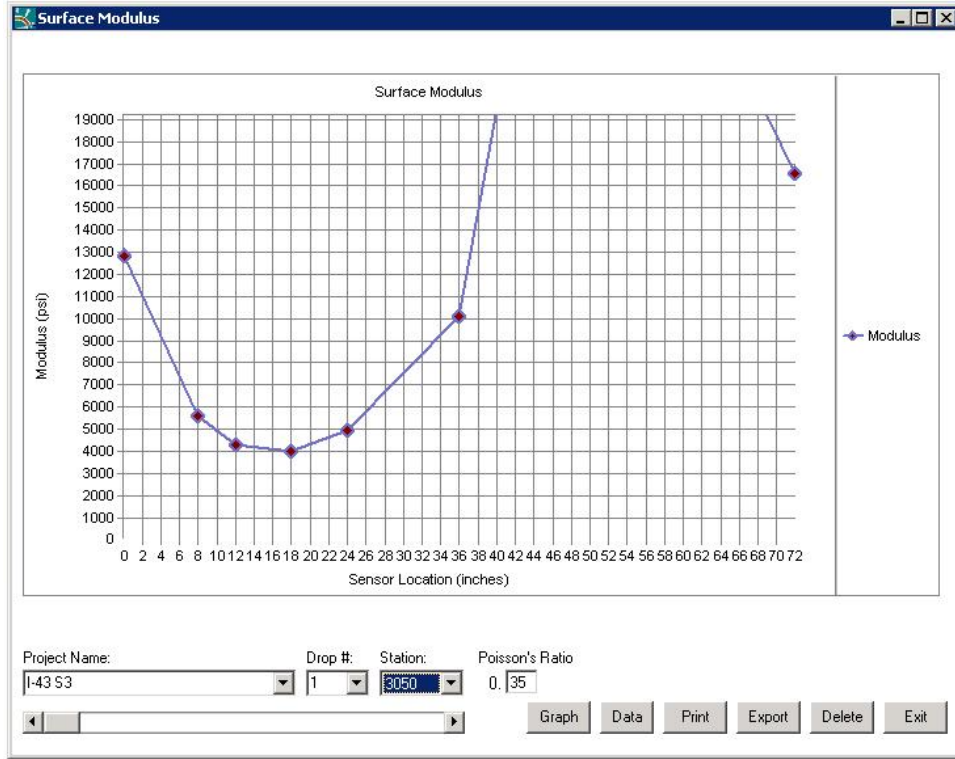 Surface Modulus
Surface Modulus
19000
18000
17000
16000
15000
14000
13000
12000
11000
10000
9000
8000
7000
6000
5000
4000
3000
2000
1000
0
Modulus (psi)
0 2 4 6 8 10 12 14 16 18 20 22 24 26 28 30 32 34 36 38 40 42 44 46 48 50 52 54 56 58 60 62 64 66 68 70 72
Sensor Location (inches)
Modulus
Project Name: Drop #: Station: Poisson's Ratio
I-43 S3 1 3050 0. 35
Graph Data Print Export Delete Exit